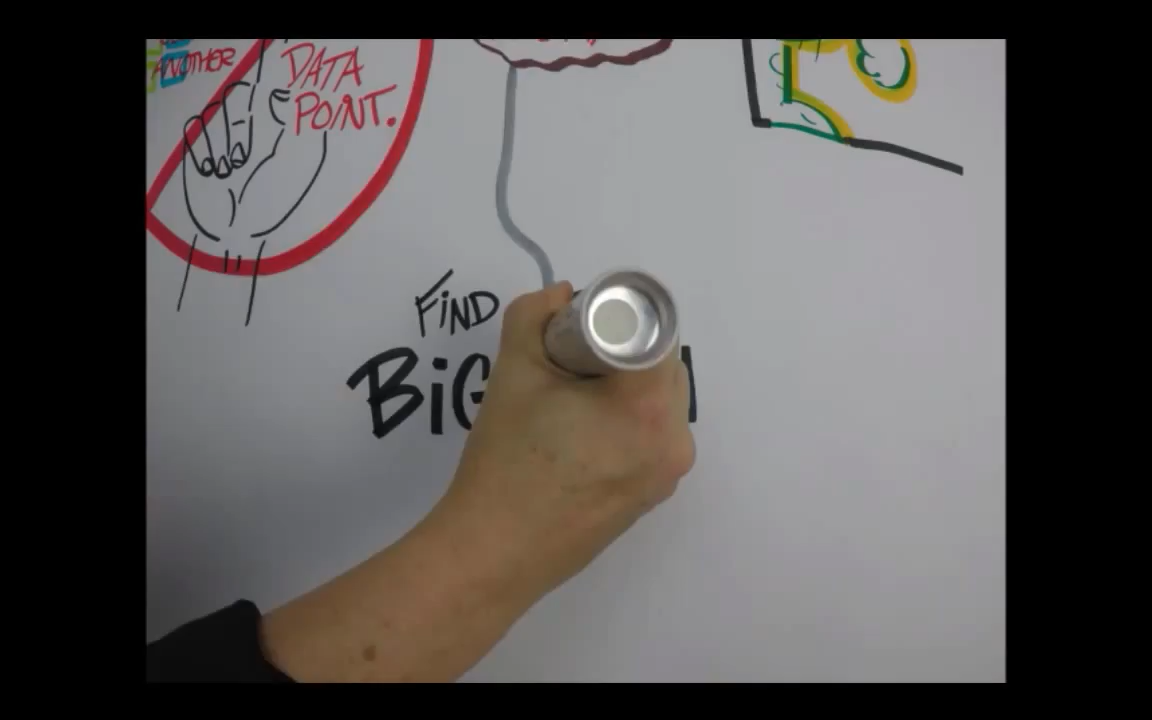 ANOTHER
DATA
POINT.
FIND
BIG